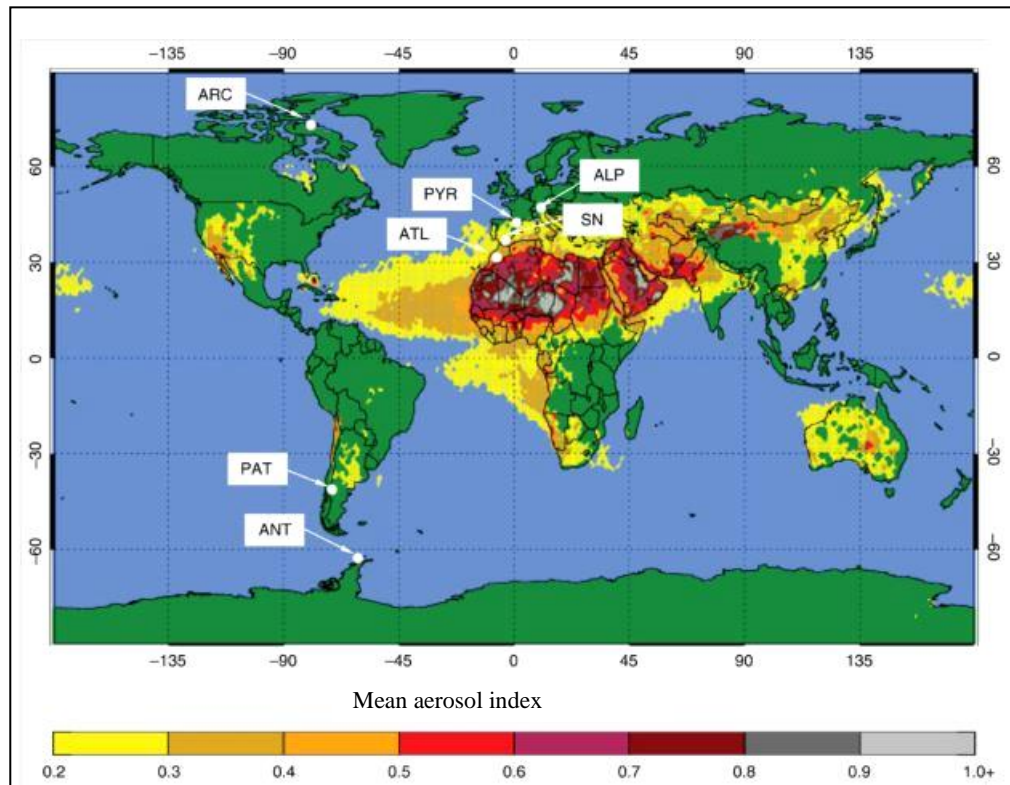 −135 −90 −45 0 45 90 135
ARC
60 60
ALP
PYR
SN
ATL
30 30
0 0
−30 −30
PAT
ANT
−60 −60
−135 −90 −45 0 45 90 135
Mean aerosol index
0.2 0.3 0.4 0.5 0.6 0.7 0.8 0.9 1.0+